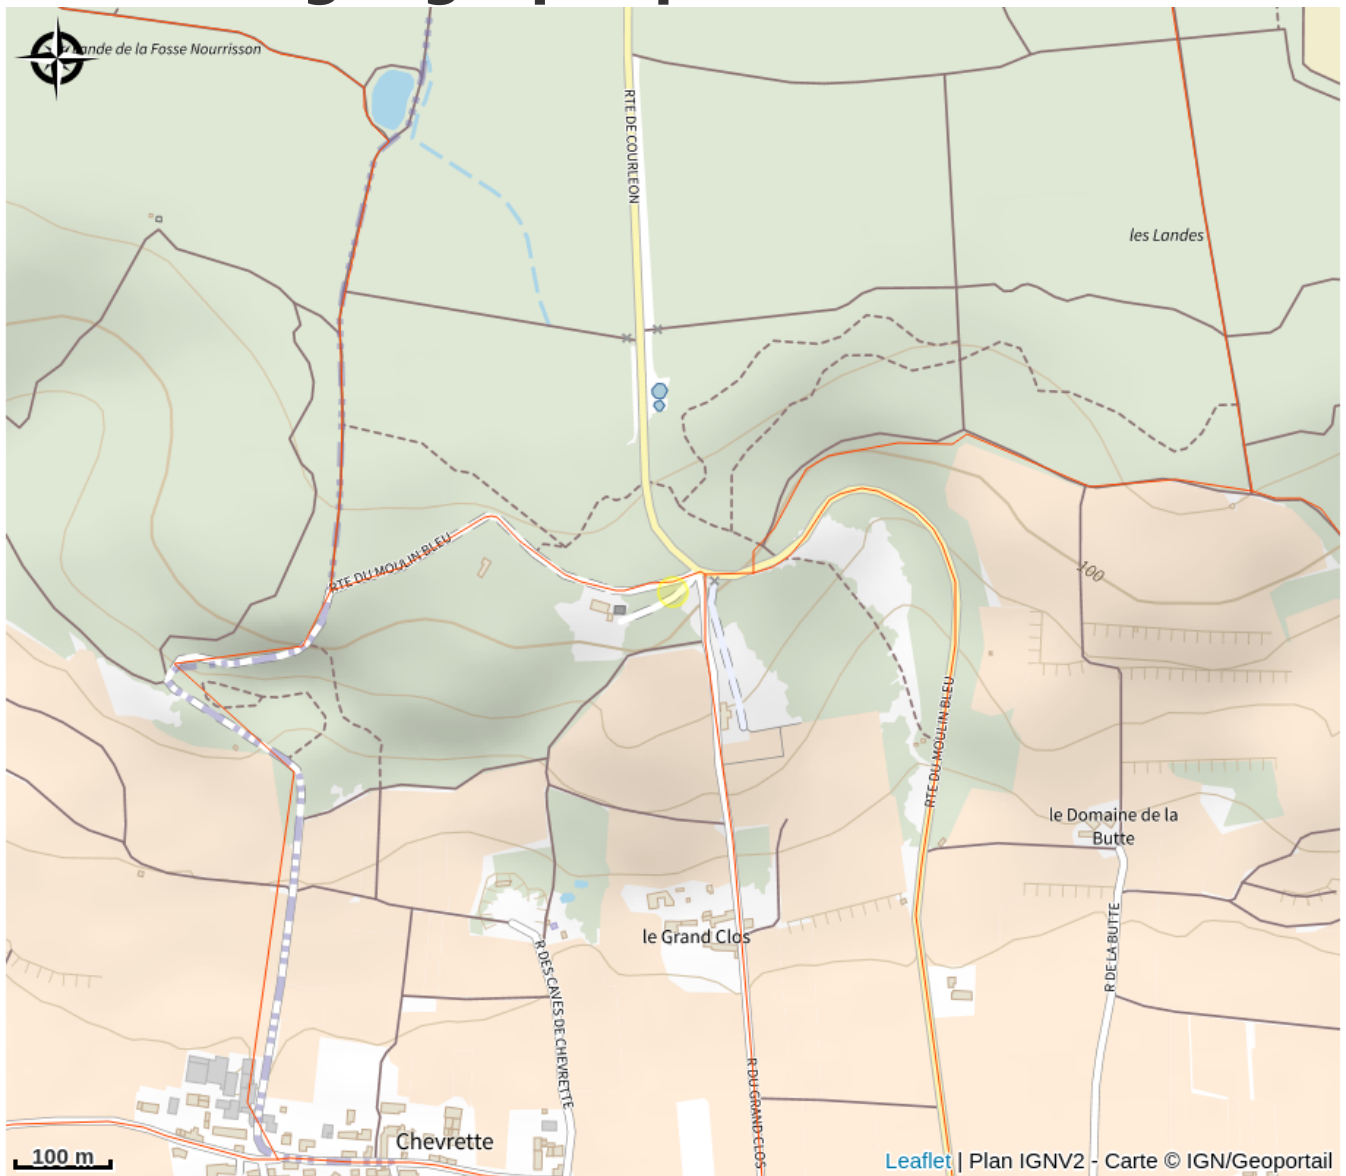 lande de la Fosse Nourrisson
RTE DE COURLEON
les Landes
RTE DU MOULIN BLEU
100
RTE DU MOULIN BLEU
le Domaine de la
Butte
le Grand Clos
R DES CAVES DE CHEVRETTE
R DE LA BUTTE
R DU GRAND CLOS
Chevrette
100 m
Leaflet | Plan IGNV2 - Carte © IGN/Geoportail